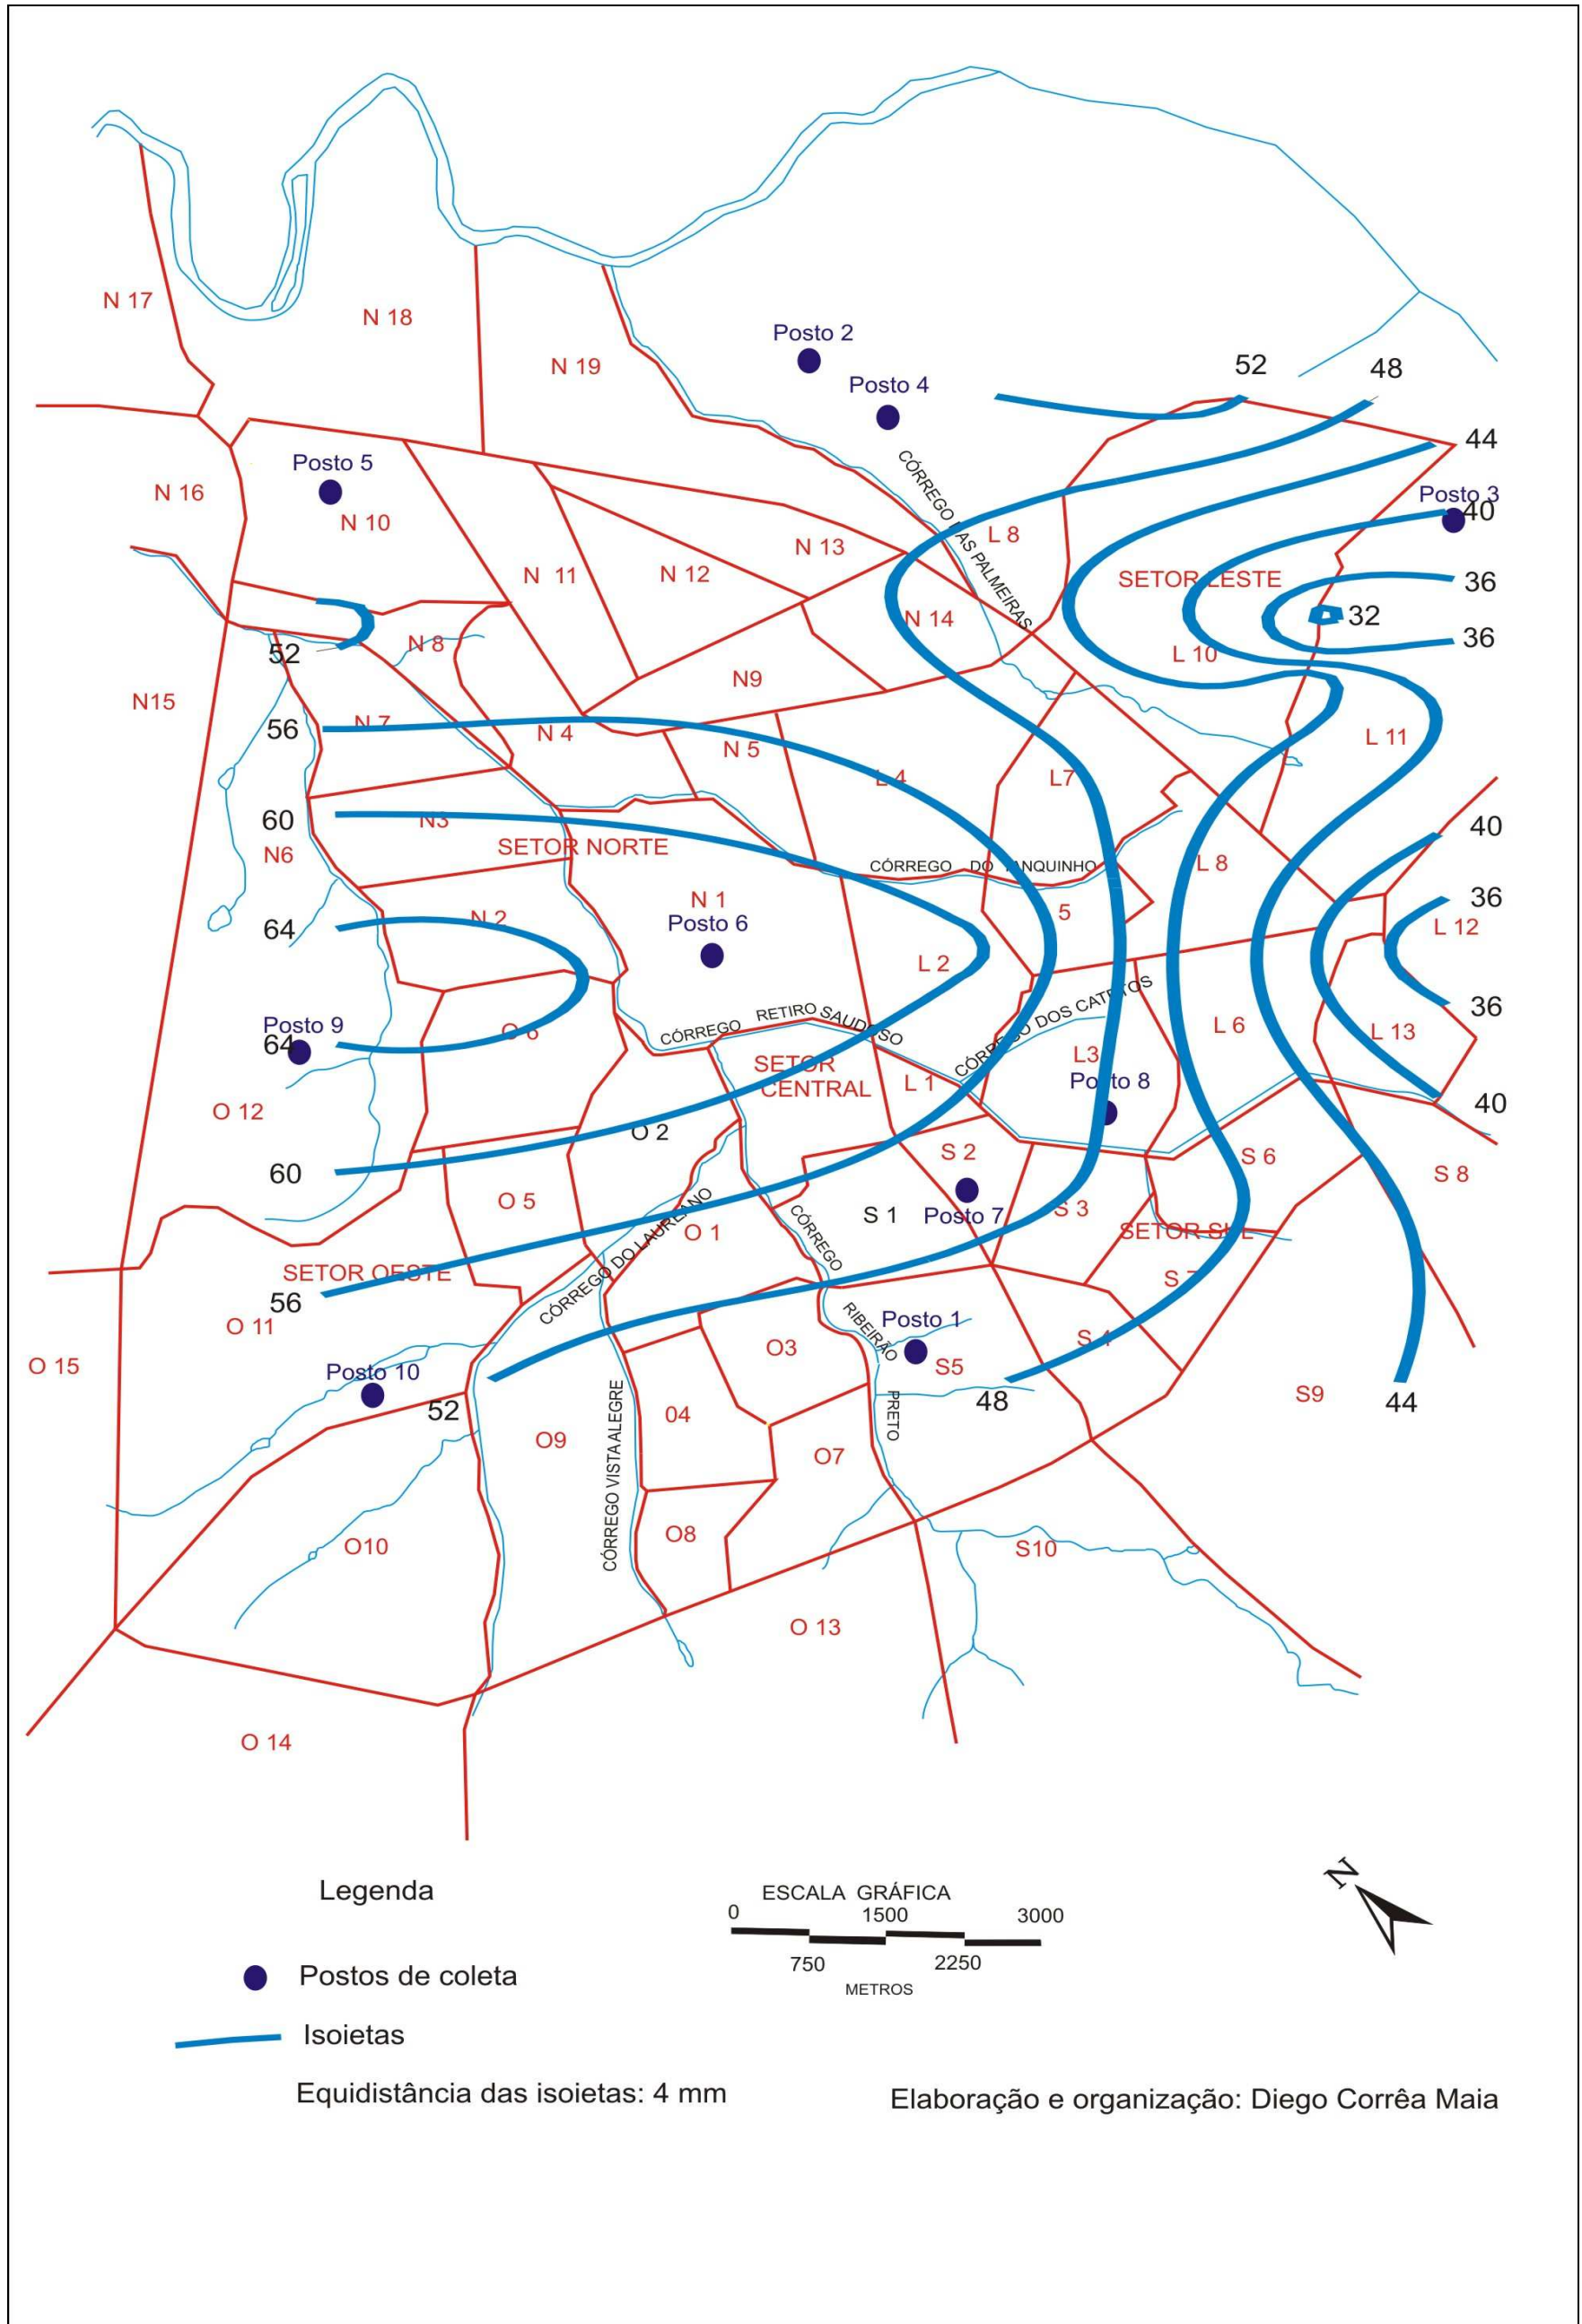 N 17
N 18
Posto 2
N 19
52
48
Posto 4
44
Posto 5
N 16
N 10
Posto 3
40
CÓRREGO DAS PALMEIRAS
L 8
N 13
N 11
N 12
SETOR LESTE
36
32
N 14
36
N 8
52
L 10
N9
N15
56
N 7
N 4
N 5
L 11
L 4
L7
60
N3
40
SETOR NORTE
N6
CÓRREGO DO TANQUINHO
L 8
N 1
36
5
N 2
Posto 6
L 12
64
L 2
CÓRREGO DOS CATETOS
36
CÓRREGO RETIRO SAUDOSO
Posto 9
64
O 6
L 6
L 13
SETOR
CENTRAL
L3
L 1
Posto 8
40
O 12
O 2
S 2
S 6
60
S 8
O 5
S 1
Posto 7
S 3
O 1
SETOR SUL
CÓRREGO DO LAUREANO
CÓRREGO
SETOR OESTE
S 7
56
O 11
RIBEIRÃO
Posto 1
S 4
O3
O 15
S5
Posto 10
52
48
S9
44
PRETO
04
O9
CÓRREGO VISTA ALEGRE
O7
O8
O10
S10
O 13
O 14
Legenda
ESCALA GRÁFICA
0 1500 3000
750 2250
METROS
N
Postos de coleta
Isoietas
Equidistância das isoietas: 4 mm
Elaboração e organização: Diego Corrêa Maia